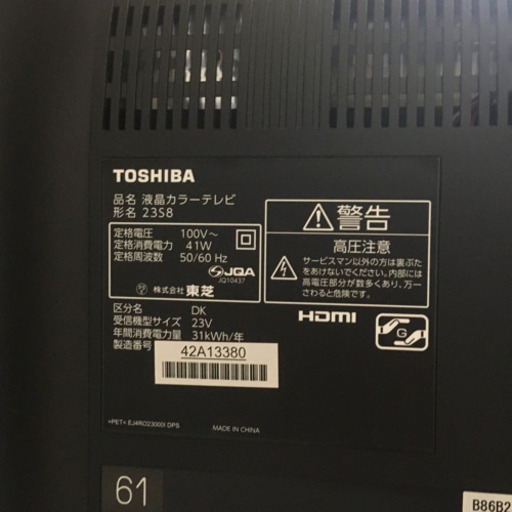 TOSHIBA
品名 液晶カラーテレビ
形名 23S8
定格電圧 100V～
定格消費電力 41W
定格周波数 50/60 Hz
JQA
JQ10437
株式会社 東芝
区分名 DK
受信機型サイズ 23V
年間消費電力量 31kWh/年
製造番号
42A13380
警告
高圧注意
サービスマン以外の方は裏ぶた
をあけないでください。内部には
高電圧部分が数多くあり、万一
さわると危険です。
HDMI
G
MADE IN CHINA
61
B86B2